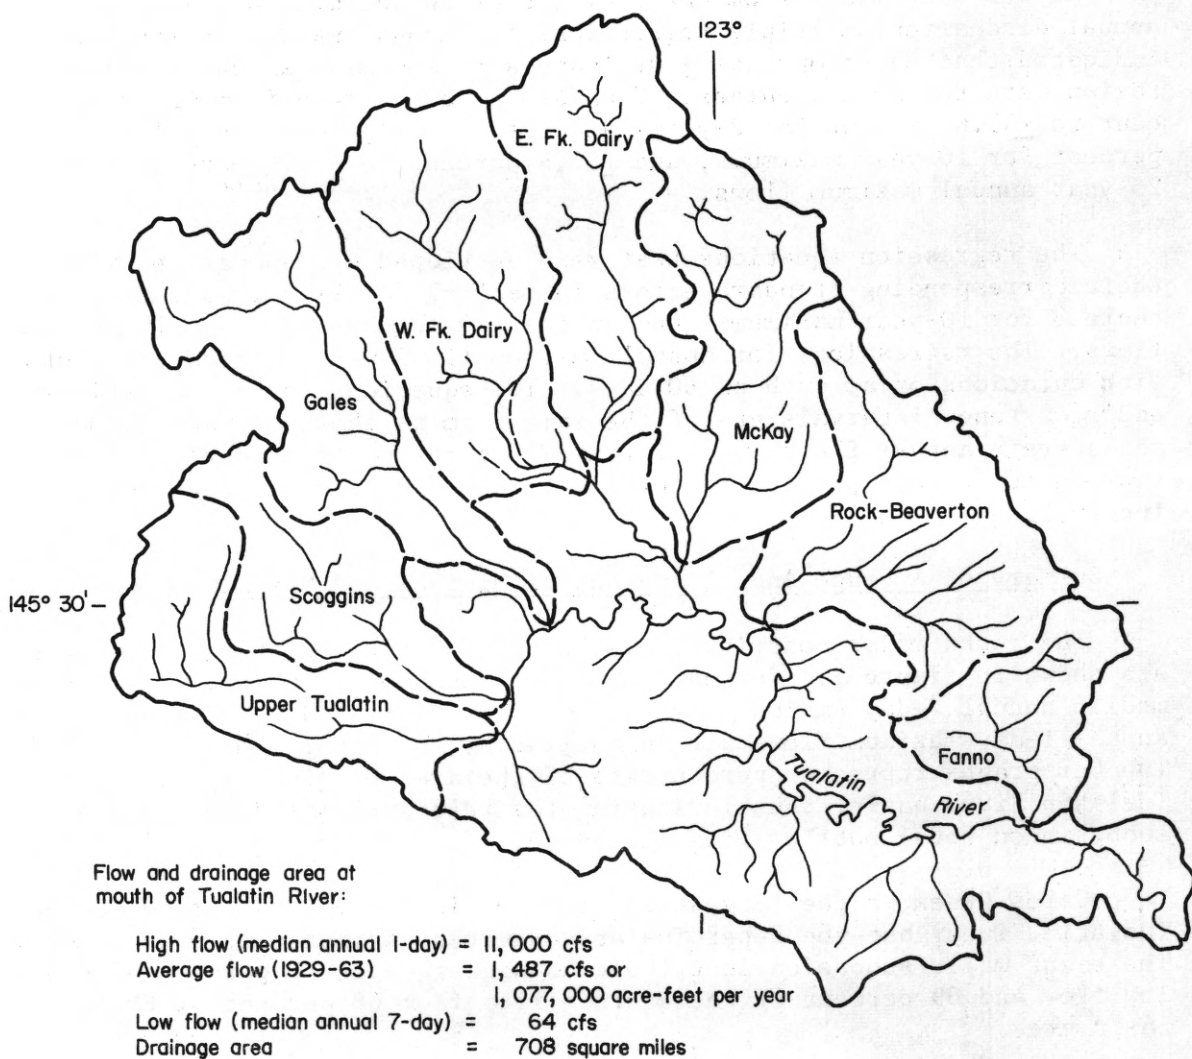 123°
E. Fk. Dairy
W. Fk. Dairy
Gales
McKay
Rock-Beaverton
145° 30'
Scoggins
Upper Tualatin
Fanno
Tualatin River
Flow and drainage area at
mouth of Tualatin River:
High flow (median annual 1-day) = 11,000 cfs
Average flow (1929-63) = 1,487 cfs or
1,077,000 acre-feet per year
Low flow (median annual 7-day) = 64 cfs
Drainage area = 708 square miles